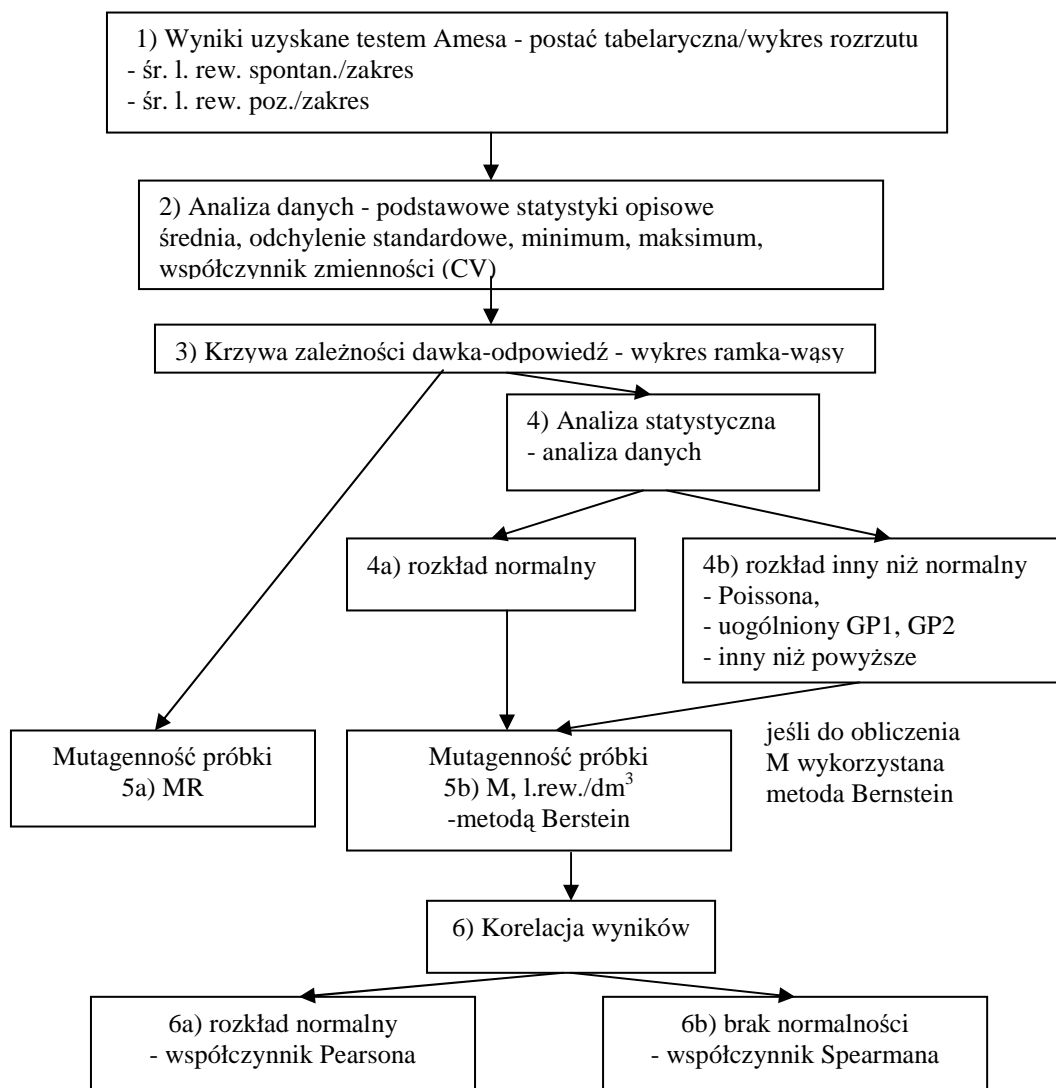 1) Wyniki uzyskane testem Amesa - postać tabelaryczna/wykres rozrzutu
- śr. l. rew. spontan./zakres
- śr. l. rew. poz./zakres
2) Analiza danych - podstawowe statystyki opisowe
średnia, odchylenie standardowe, minimum, maksimum,
współczynnik zmienności (CV)
3) Krzywa zależności dawka-odpowiedź - wykres ramka-wąsy
4) Analiza statystyczna
- analiza danych
4a) rozkład normalny
4b) rozkład inny niż normalny
- Poissona,
- uogólniony GP1, GP2
- inny niż powyższe
Mutagenność próbki
5a) MR
Mutagenność próbki
5b) M, l.rew./dm³
-metodą Berstein
jeśli do obliczenia
M wykorzystana
metoda Bernstein
6) Korelacja wyników
6a) rozkład normalny
- współczynnik Pearsona
6b) brak normalności
- współczynnik Spearmana